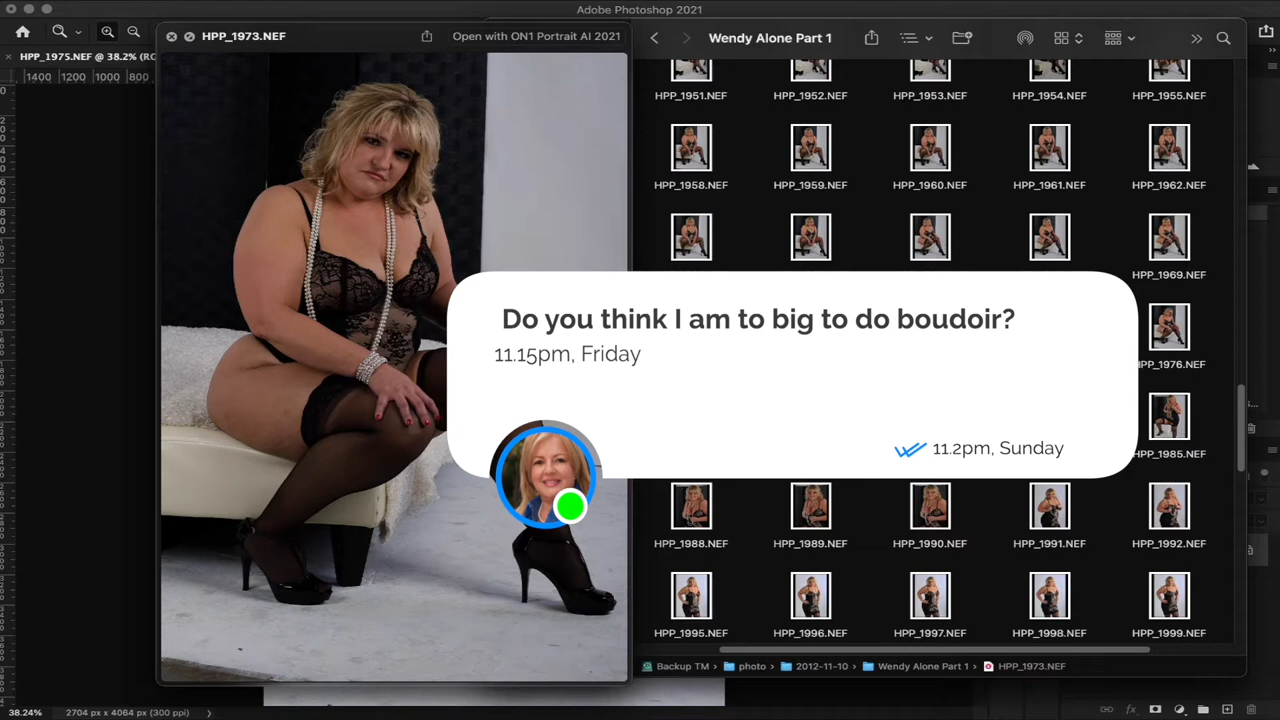 Adobe Photoshop 2021
HPP_1975.NEF @ 38.2% (RC
1400 1200 1000 800
HPP_1973.NEF
Open with ON1 Portrait AI 2021
Wendy Alone Part 1
HPP_1951.NEF HPP_1952.NEF HPP_1953.NEF HPP_1954.NEF HPP_1955.NEF
HPP_1958.NEF HPP_1959.NEF HPP_1960.NEF HPP_1961.NEF HPP_1962.NEF
HPP_1969.NEF
Do you think I am to big to do boudoir?
11.15pm, Friday
HPP_1976.NEF
11.2pm, Sunday
HPP_1985.NEF
HPP_1988.NEF HPP_1989.NEF HPP_1990.NEF HPP_1991.NEF HPP_1992.NEF
HPP_1995.NEF HPP_1996.NEF HPP_1997.NEF HPP_1998.NEF HPP_1999.NEF
Backup TM › photo › 2012-11-10 › Wendy Alone Part 1 › HPP_1973.NEF
38.24% 2704 px x 4064 px (300 ppi)